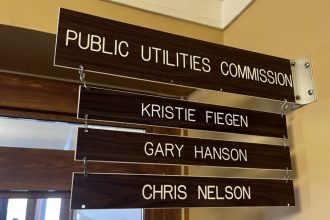 PUBLIC UTILITIES COMMISSION
KRISTIE FIEGEN
GARY HANSON
CHRIS NELSON